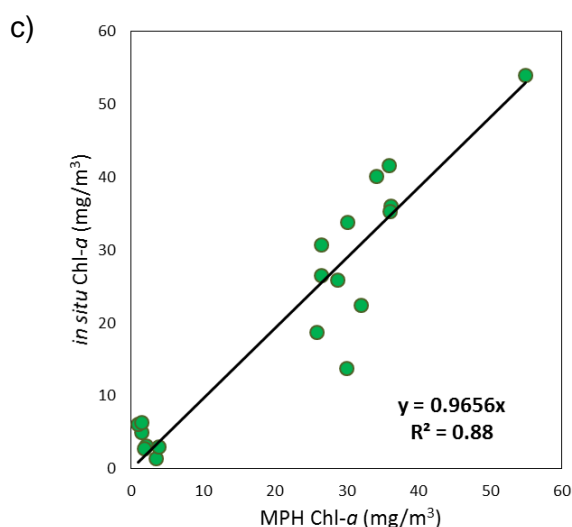 c)
60
50
40
30
20
10
0
in situ Chl-a (mg/m³)
y = 0.9656x
R² = 0.88
0 10 20 30 40 50 60
MPH Chl-a (mg/m³)